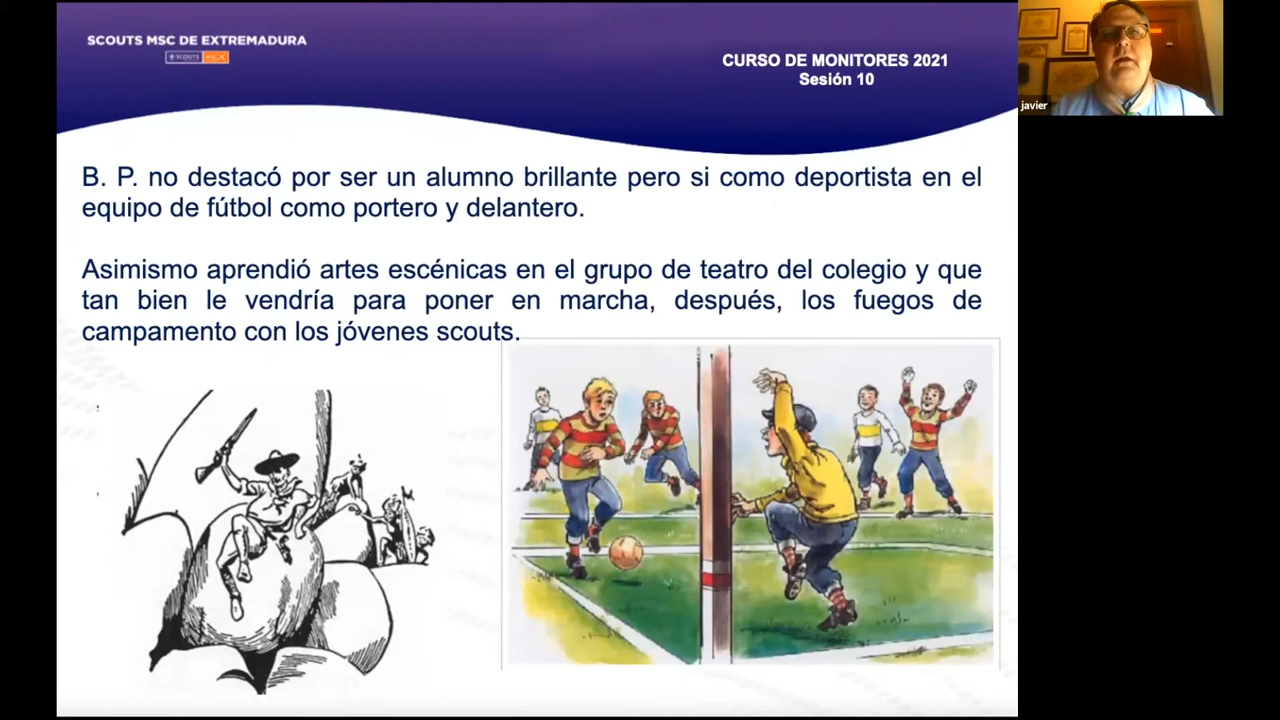 SCOUTS MSC DE EXTREMADURA
SCOUTS MSC
CURSO DE MONITORES 2021
Sesión 10
javier
B. P. no destacó por ser un alumno brillante pero si como deportista en el
equipo de fútbol como portero y delantero.
Asimismo aprendió artes escénicas en el grupo de teatro del colegio y que
tan bien le vendría para poner en marcha, después, los fuegos de
campamento con los jóvenes scouts.